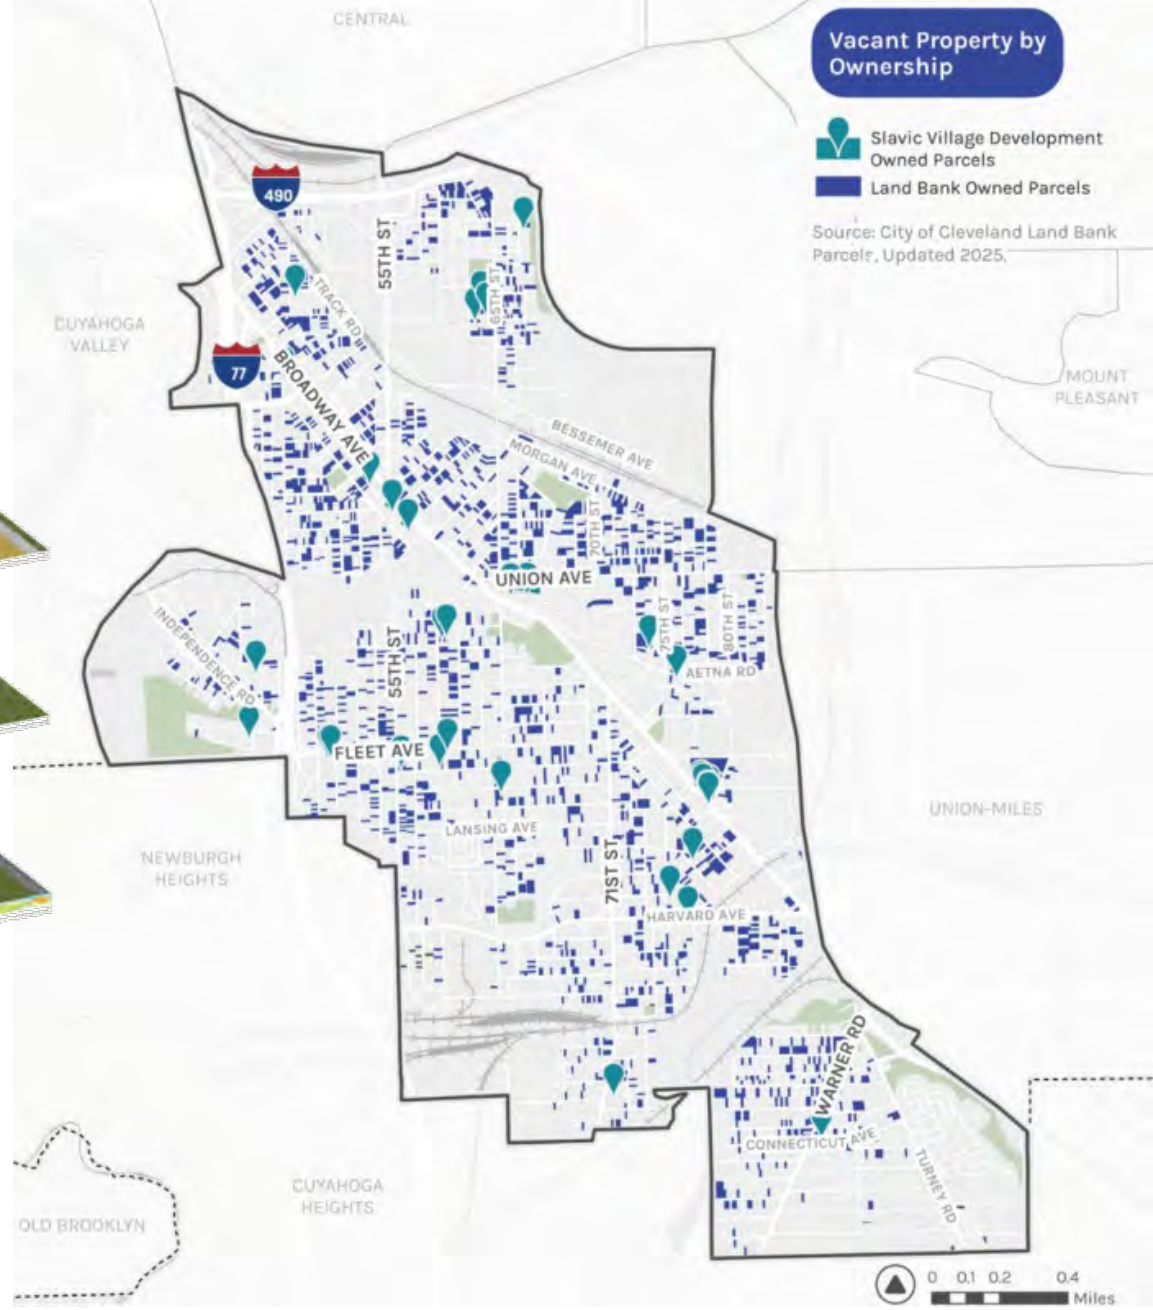 CENTRAL
Vacant Property by
Ownership
Slavic Village Development
Owned Parcels
Land Bank Owned Parcels
Source: City of Cleveland Land Bank
Parcels, Updated 2025.
490
55TH ST
65TH ST
TRACK RD
CUYAHOGA
VALLEY
77
BROADWAY AVE
MOUNT
PLEASANT
BESSEMER AVE
MORGAN AVE
70TH ST
UNION AVE
INDEPENDENCE RD
55TH ST
75TH ST
80TH ST
AETNA RD
FLEET AVE
UNION-MILES
LANSING AVE
NEWBURGH
HEIGHTS
71ST ST
HARVARD AVE
WARNER RD
CONNECTICUT AVE
TURNEY RD
CUYAHOGA
HEIGHTS
OLD BROOKLYN
0 0.1 0.2 0.4
Miles